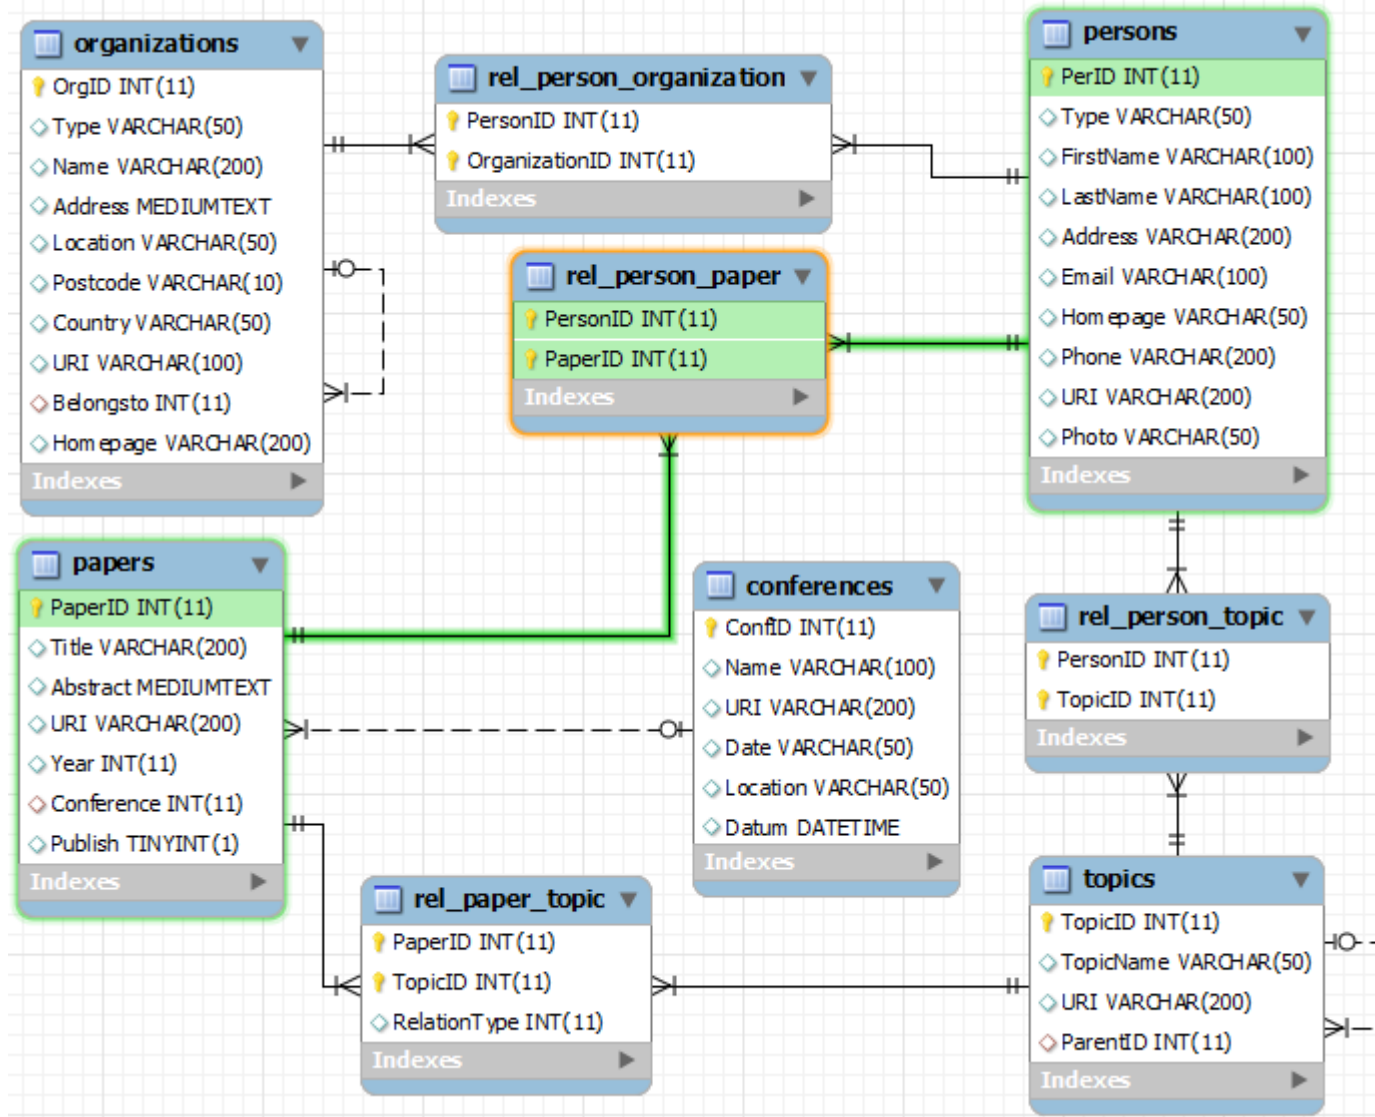 organizations
OrgID INT(11)
Type VARCHAR(50)
Name VARCHAR(200)
Address MEDIUMTEXT
Location VARCHAR(50)
Postcode VARCHAR(10)
Country VARCHAR(50)
URI VARCHAR(100)
Belongsto INT(11)
Homepage VARCHAR(200)
Indexes
rel_person_organization
PersonID INT(11)
OrganizationID INT(11)
Indexes
persons
PerID INT(11)
Type VARCHAR(50)
FirstName VARCHAR(100)
LastName VARCHAR(100)
Address VARCHAR(200)
Email VARCHAR(100)
Homepage VARCHAR(50)
Phone VARCHAR(200)
URI VARCHAR(200)
Photo VARCHAR(50)
Indexes
rel_person_paper
PersonID INT(11)
PaperID INT(11)
Indexes
papers
PaperID INT(11)
Title VARCHAR(200)
Abstract MEDIUMTEXT
URI VARCHAR(200)
Year INT(11)
Conference INT(11)
Publish TINYINT(1)
Indexes
conferences
ConfID INT(11)
Name VARCHAR(100)
URI VARCHAR(200)
Date VARCHAR(50)
Location VARCHAR(50)
Datum DATETIME
Indexes
rel_person_topic
PersonID INT(11)
TopicID INT(11)
Indexes
rel_paper_topic
PaperID INT(11)
TopicID INT(11)
RelationType INT(11)
Indexes
topics
TopicID INT(11)
TopicName VARCHAR(50)
URI VARCHAR(200)
ParentID INT(11)
Indexes